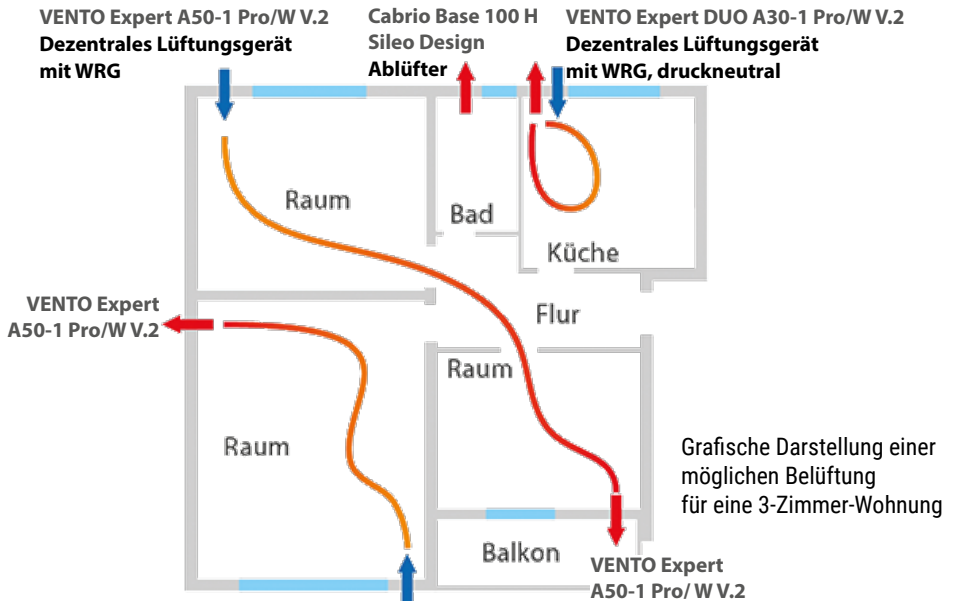 VENTO Expert A50-1 Pro/W V.2
Dezentrales Lüftungsgerät
mit WRG
Cabrio Base 100 H
Sileo Design
Ablüfter
VENTO Expert DUO A30-1 Pro/W V.2
Dezentrales Lüftungsgerät
mit WRG, druckneutral
Raum
Bad
Küche
VENTO Expert
A50-1 Pro/W V.2
Flur
Raum
Raum
Grafische Darstellung einer
möglichen Belüftung
für eine 3-Zimmer-Wohnung
Balkon
VENTO Expert
A50-1 Pro/ W V.2